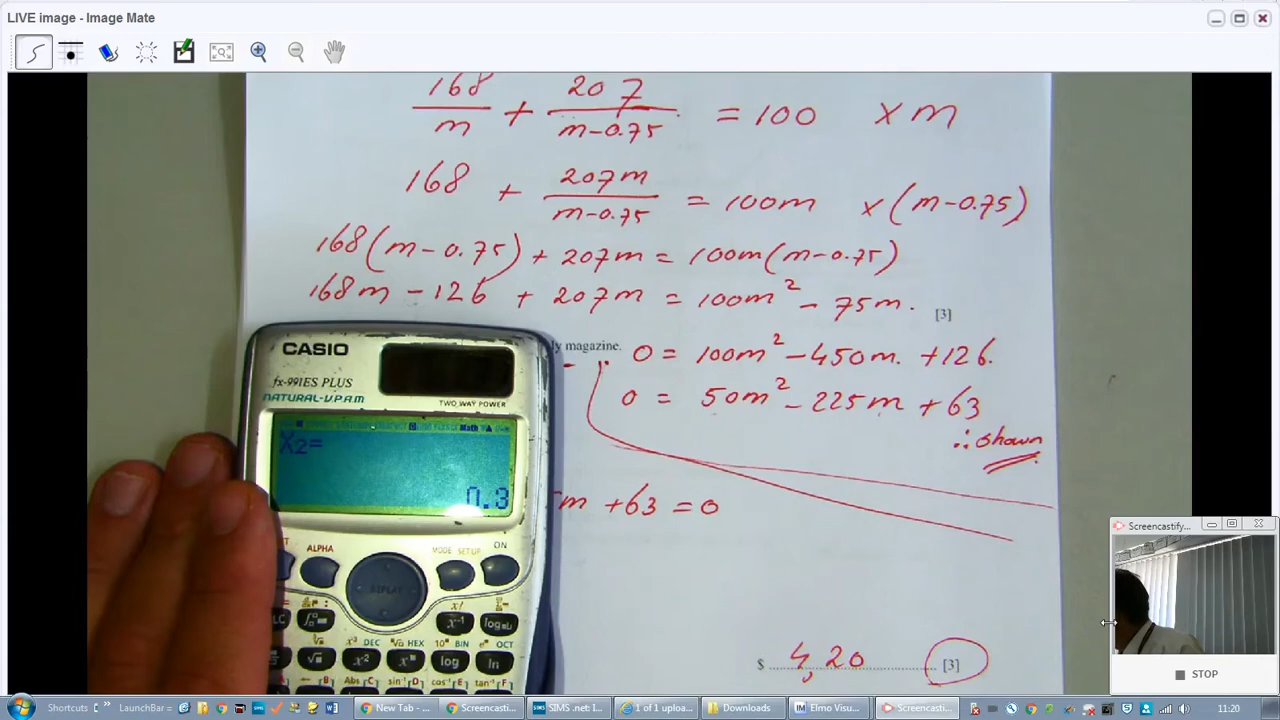 LIVE image - Image Mate
168/m + 207/m-0.75 = 100 × m
168 + 207m/m-0.75 = 100m × (m-0.75)
168(m-0.75) + 207m = 100m(m-0.75)
168m - 126 + 207m = 100m² - 75m.
[3]
ly magazine.
0 = 100m² - 450m. + 126.
0 = 50m² - 225m + 63
∴ shown
m + 63 = 0
$ 4.20 [3]
CASIO
fx-991ES PLUS
NATURAL-V.P.A.M.
TWO WAY POWER
Math
X2=
0.3
ALPHA
MODE SETUP
ON
REPLAY
log
ln
Screencastify...
STOP
Shortcuts
LaunchBar
New Tab - ...
Screencasti...
SIMS .net: I...
1 of 1 uploa...
Downloads
Elmo Visu...
Screencasti...
11:20